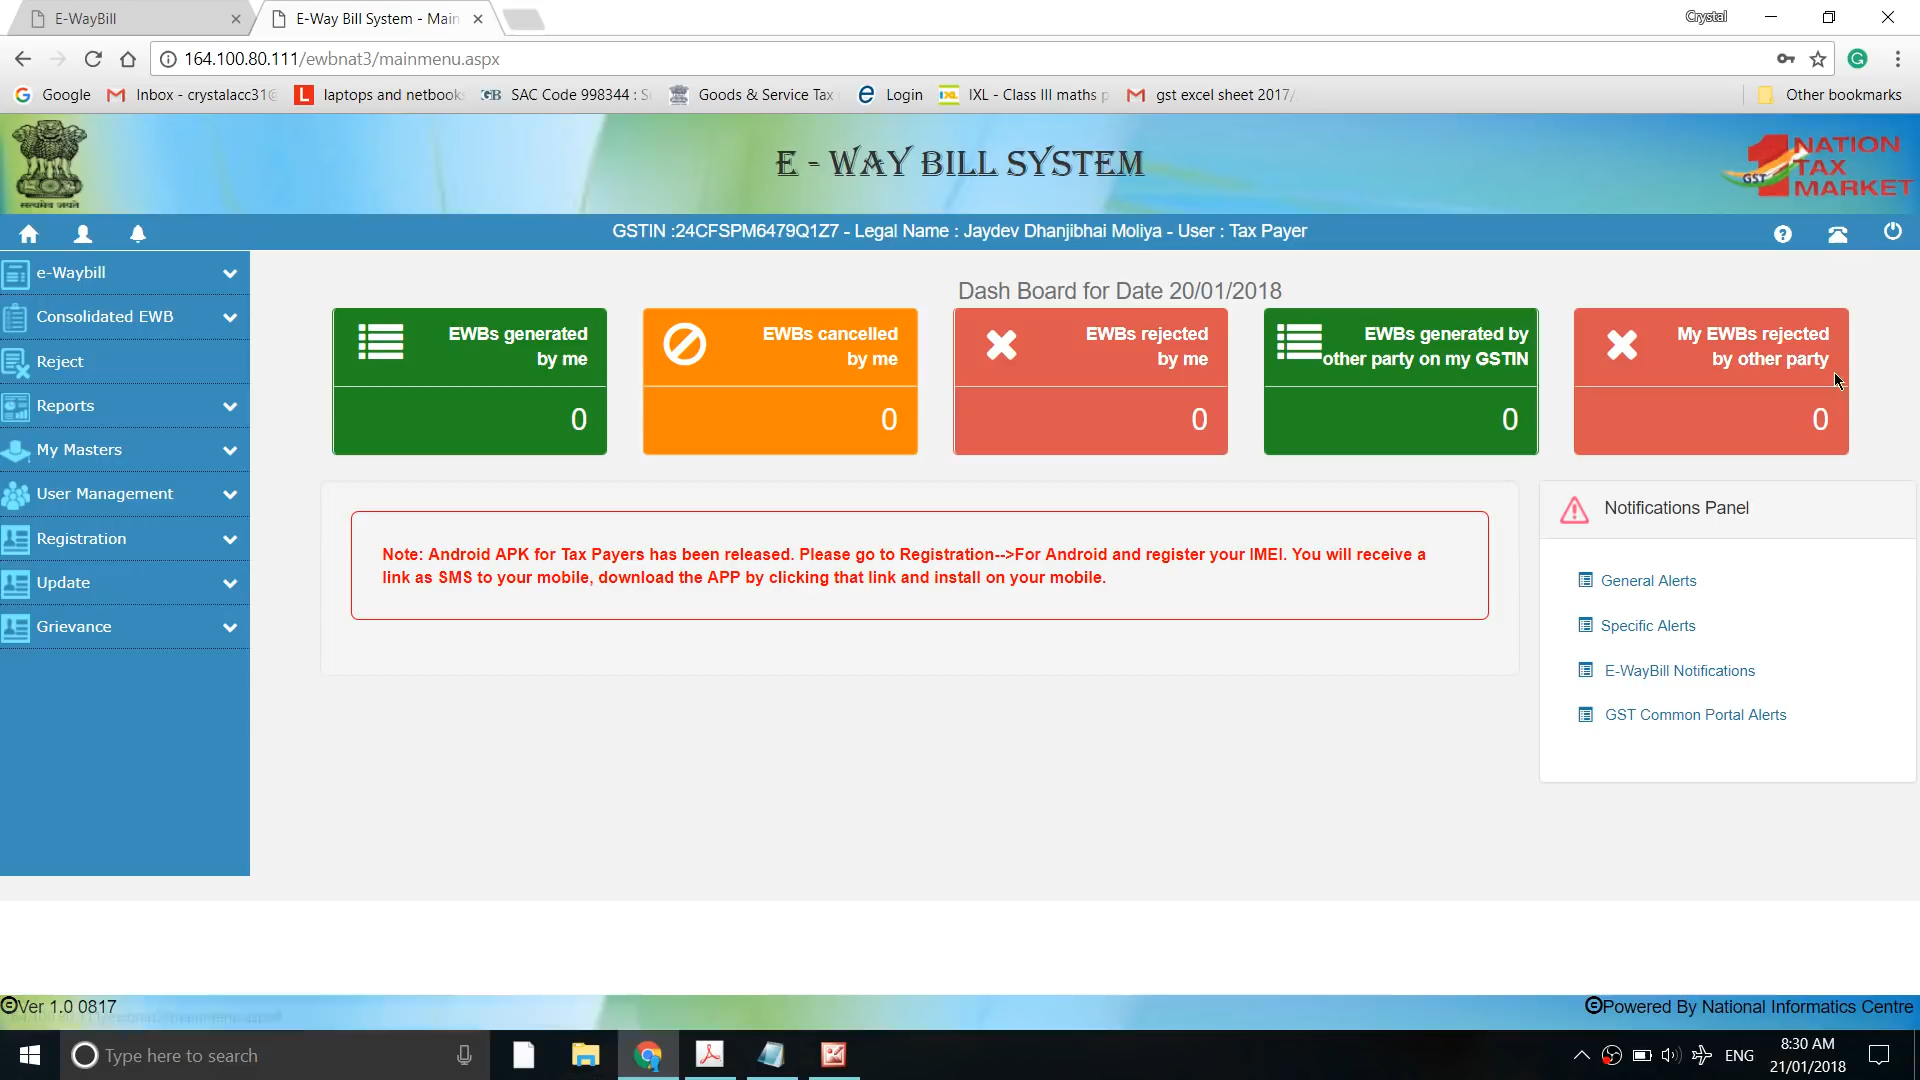 E-WayBill
E-Way Bill System - Main
Crystal
164.100.80.111/ewbnat3/mainmenu.aspx
Google
Inbox - crystalacc31@
laptops and netbook
SAC Code 998344 : S
Goods & Service Tax
Login
IXL - Class III maths p
gst excel sheet 2017/
Other bookmarks
सत्यमेव जयते
E - WAY BILL SYSTEM
GST
1 NATION
TAX
MARKET
GSTIN :24CFSPM6479Q1Z7 - Legal Name : Jaydev Dhanjibhai Moliya - User : Tax Payer
e-Waybill
Consolidated EWB
Reject
Reports
My Masters
User Management
Registration
Update
Grievance
Dash Board for Date 20/01/2018
EWBs generated
by me
0
EWBs cancelled
by me
0
EWBs rejected
by me
0
EWBs generated by
other party on my GSTIN
0
My EWBs rejected
by other party
0
Note: Android APK for Tax Payers has been released. Please go to Registration-->For Android and register your IMEI. You will receive a
link as SMS to your mobile, download the APP by clicking that link and install on your mobile.
Notifications Panel
General Alerts
Specific Alerts
E-WayBill Notifications
GST Common Portal Alerts
©Ver 1.0 0817
©Powered By National Informatics Centre
Type here to search
ENG
8:30 AM
21/01/2018